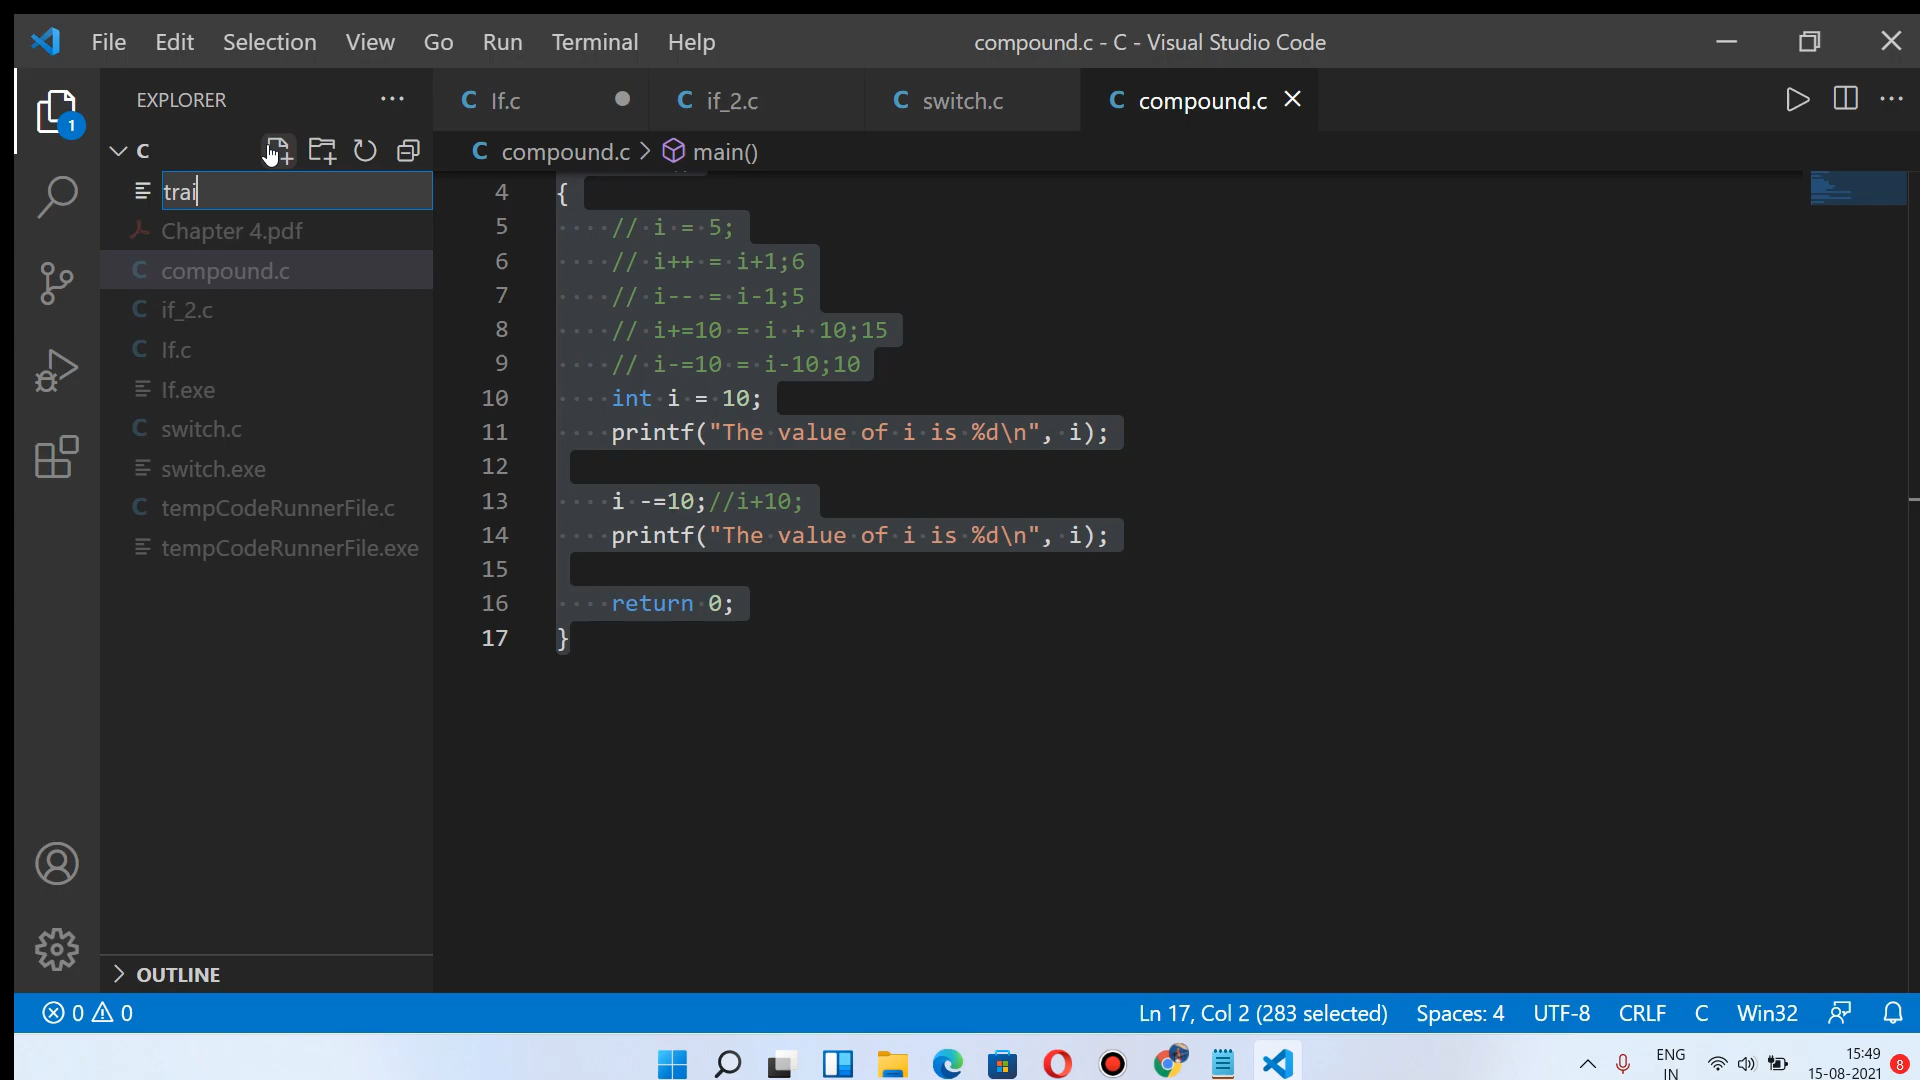 File Edit Selection View Go Run Terminal Help
compound.c - C - Visual Studio Code
EXPLORER
If.c
if_2.c
switch.c
compound.c
1
C
compound.c > main()
trai
Chapter 4.pdf
compound.c
if_2.c
If.c
If.exe
switch.c
switch.exe
tempCodeRunnerFile.c
tempCodeRunnerFile.exe
OUTLINE
4 {
5 // i = 5;
6 // i++ = i+1;6
7 // i-- = i-1;5
8 // i+=10 = i + 10;15
9 // i-=10 = i-10;10
10 int i = 10;
11 printf("The value of i is %d\n", i);
12
13 i -=10;//i+10;
14 printf("The value of i is %d\n", i);
15
16 return 0;
17 }
0 0
Ln 17, Col 2 (283 selected) Spaces: 4 UTF-8 CRLF C Win32
ENG
IN
15:49
15-08-2021
8